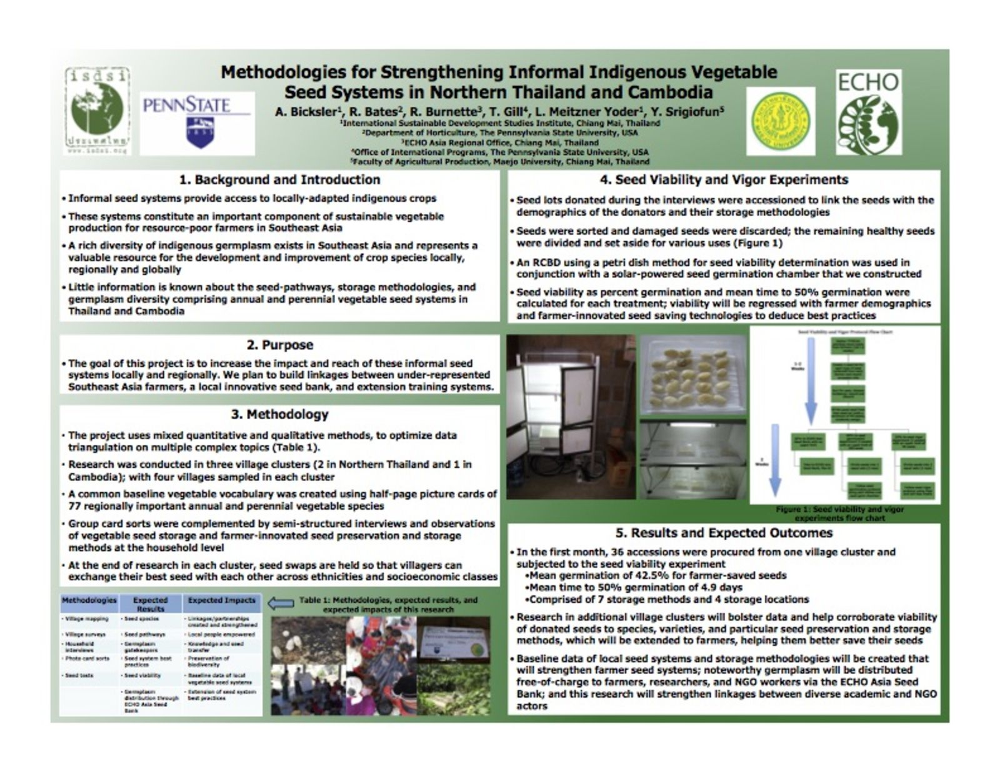 isdsi
ประเทศไทย
www.isdsi.org
PENNSTATE
1855
Methodologies for Strengthening Informal Indigenous Vegetable
Seed Systems in Northern Thailand and Cambodia
A. Bicksler¹, R. Bates², R. Burnette³, T. Gill⁴, L. Meitzner Yoder¹, Y. Srigiofun⁵
¹International Sustainable Development Studies Institute, Chiang Mai, Thailand
²Department of Horticulture, The Pennsylvania State University, USA
³ECHO Asia Regional Office, Chiang Mai, Thailand
⁴Office of International Programs, The Pennsylvania State University, USA
⁵Faculty of Agricultural Production, Maejo University, Chiang Mai, Thailand
ECHO
1. Background and Introduction
• Informal seed systems provide access to locally-adapted indigenous crops
• These systems constitute an important component of sustainable vegetable
production for resource-poor farmers in Southeast Asia
• A rich diversity of indigenous germplasm exists in Southeast Asia and represents a
valuable resource for the development and improvement of crop species locally,
regionally and globally
• Little information is known about the seed-pathways, storage methodologies, and
germplasm diversity comprising annual and perennial vegetable seed systems in
Thailand and Cambodia
2. Purpose
• The goal of this project is to increase the impact and reach of these informal seed
systems locally and regionally. We plan to build linkages between under-represented
Southeast Asia farmers, a local innovative seed bank, and extension training systems.
3. Methodology
• The project uses mixed quantitative and qualitative methods, to optimize data
triangulation on multiple complex topics (Table 1).
• Research was conducted in three village clusters (2 in Northern Thailand and 1 in
Cambodia); with four villages sampled in each cluster
• A common baseline vegetable vocabulary was created using half-page picture cards of
77 regionally important annual and perennial vegetable species
• Group card sorts were complemented by semi-structured interviews and observations
of vegetable seed storage and farmer-innovated seed preservation and storage
methods at the household level
• At the end of research in each cluster, seed swaps are held so that villagers can
exchange their best seed with each other across ethnicities and socioeconomic classes
Methodologies Expected Results Expected Impacts
• Village mapping • Seed species • Linkages/partnerships created and strengthened
• Village surveys • Seed pathways • Local people empowered
• Household interviews • Germplasm gatekeepers • Knowledge and seed transfer
• Photo card sorts • Seed system best practices • Preservation of biodiversity
• Seed tests • Seed viability • Baseline data of local vegetable seed systems
• Germplasm distribution through ECHO Asia Seed Bank • Extension of seed system best practices
Table 1: Methodologies, expected results, and
expected impacts of this research
4. Seed Viability and Vigor Experiments
• Seed lots donated during the interviews were accessioned to link the seeds with the
demographics of the donators and their storage methodologies
• Seeds were sorted and damaged seeds were discarded; the remaining healthy seeds
were divided and set aside for various uses (Figure 1)
• An RCBD using a petri dish method for seed viability determination was used in
conjunction with a solar-powered seed germination chamber that we constructed
• Seed viability as percent germination and mean time to 50% germination were
calculated for each treatment; viability will be regressed with farmer demographics
and farmer-innovated seed saving technologies to deduce best practices
Seed Viability and Vigor Protocol Flow Chart
1-2
Weeks
2
Weeks
Figure 1: Seed viability and vigor
experiments flow chart
5. Results and Expected Outcomes
• In the first month, 36 accessions were procured from one village cluster and
subjected to the seed viability experiment
•Mean germination of 42.5% for farmer-saved seeds
•Mean time to 50% germination of 4.9 days
•Comprised of 7 storage methods and 4 storage locations
• Research in additional village clusters will bolster data and help corroborate viability
of donated seeds to species, varieties, and particular seed preservation and storage
methods, which will be extended to farmers, helping them better save their seeds
• Baseline data of local seed systems and storage methodologies will be created that
will strengthen farmer seed systems; noteworthy germplasm will be distributed
free-of-charge to farmers, researchers, and NGO workers via the ECHO Asia Seed
Bank; and this research will strengthen linkages between diverse academic and NGO
actors